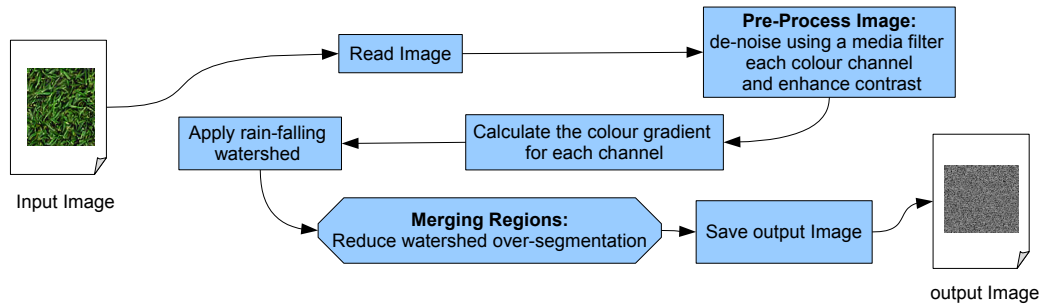 Input Image
Read Image
Pre-Process Image:
de-noise using a media filter
each colour channel
and enhance contrast
Calculate the colour gradient
for each channel
Apply rain-falling
watershed
Merging Regions:
Reduce watershed over-segmentation
Save output Image
output Image